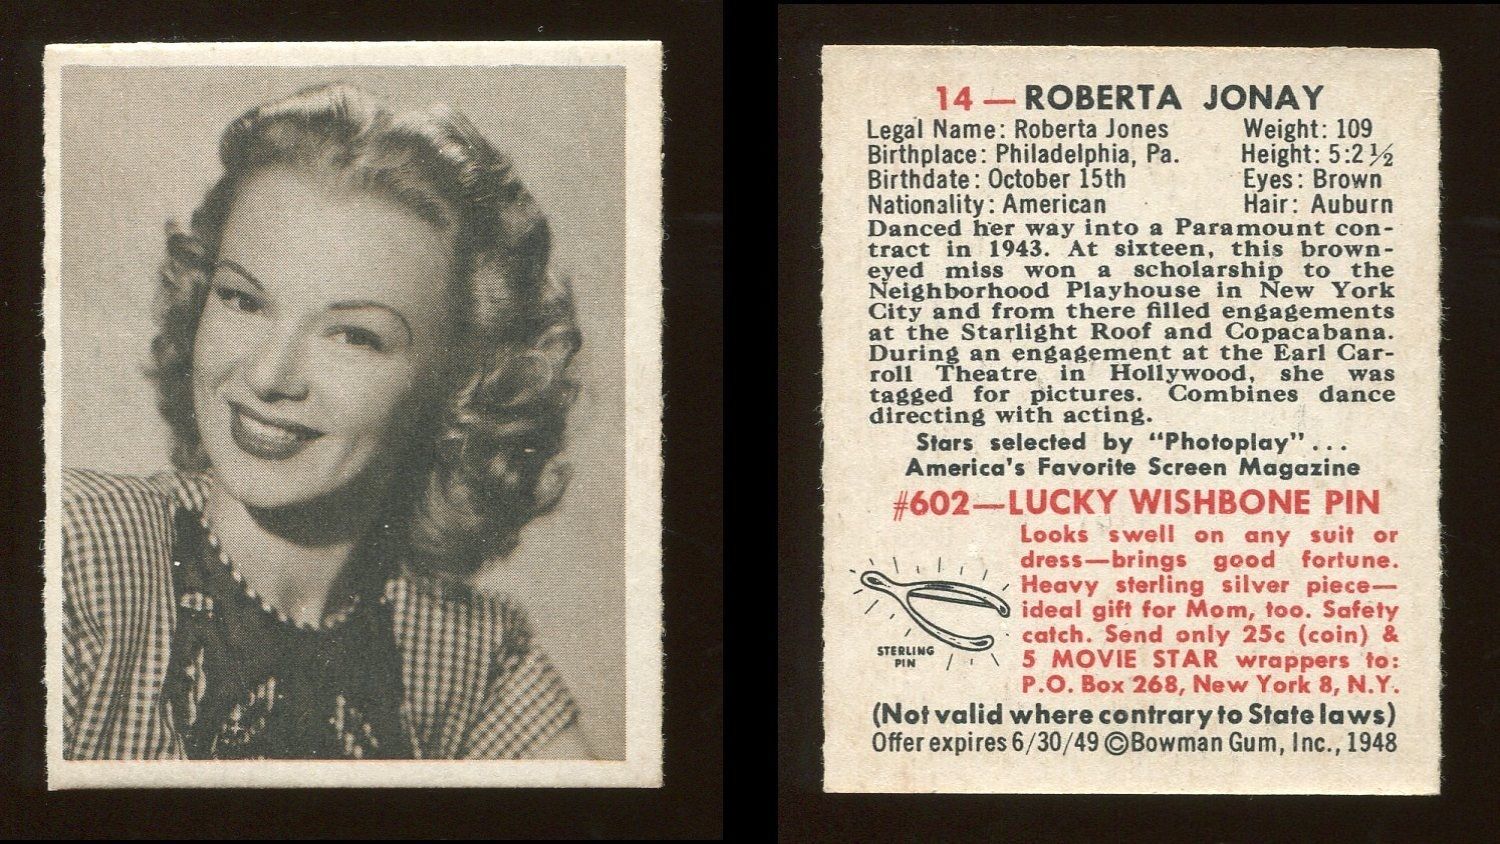 14 — ROBERTA JONAY
Legal Name: Roberta Jones Weight: 109
Birthplace: Philadelphia, Pa. Height: 5:2 ½
Birthdate: October 15th Eyes: Brown
Nationality: American Hair: Auburn
Danced her way into a Paramount con-
tract in 1943. At sixteen, this brown-
eyed miss won a scholarship to the
Neighborhood Playhouse in New York
City and from there filled engagements
at the Starlight Roof and Copacabana.
During an engagement at the Earl Car-
roll Theatre in Hollywood, she was
tagged for pictures. Combines dance
directing with acting.
Stars selected by "Photoplay"...
America's Favorite Screen Magazine
#602—LUCKY WISHBONE PIN
Looks swell on any suit or
dress—brings good fortune.
Heavy sterling silver piece—
ideal gift for Mom, too. Safety
catch. Send only 25c (coin) &
5 MOVIE STAR wrappers to:
P.O. Box 268, New York 8, N.Y.
STERLING
PIN
(Not valid where contrary to State laws)
Offer expires 6/30/49 ©Bowman Gum, Inc., 1948